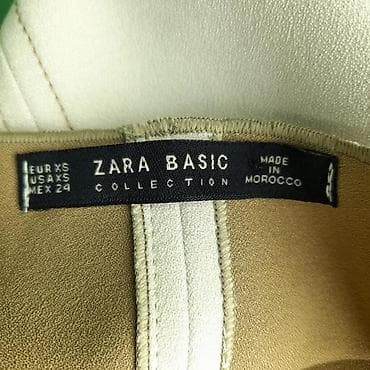 EUR XS
USA XS
MEX 24
ZARA BASIC
COLLECTION
MADE
IN
MOROCCO